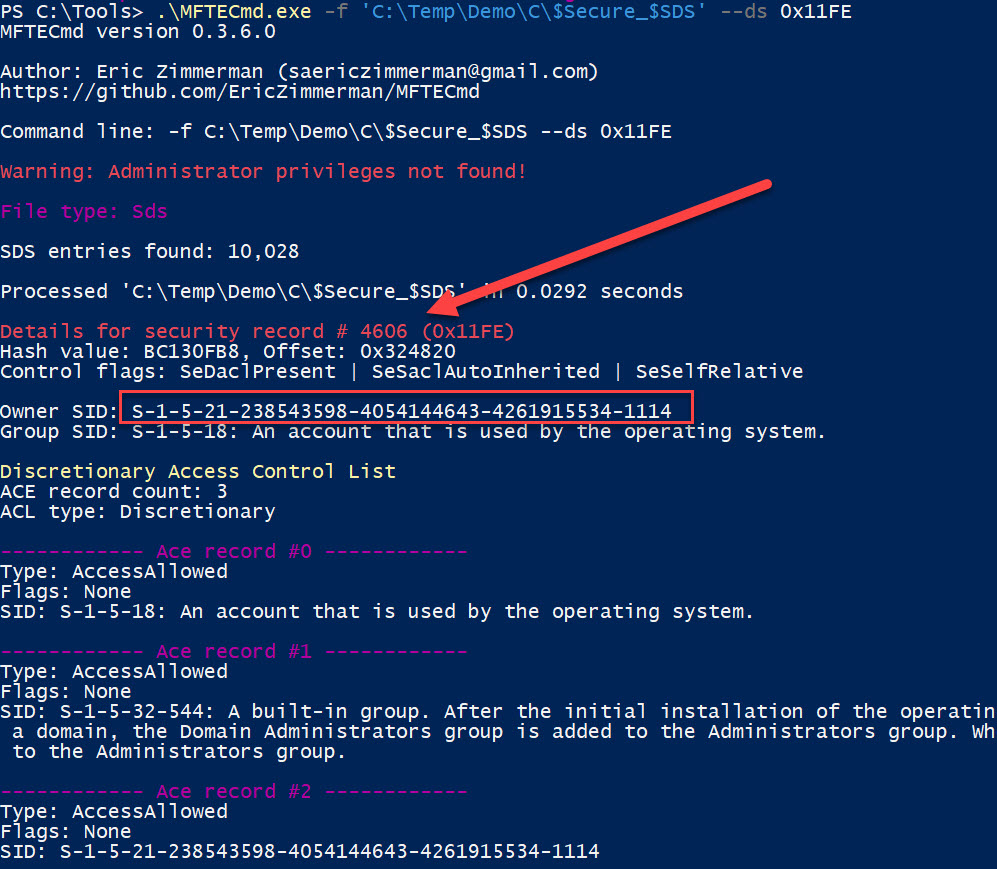 PS C:\Tools> .\MFTECmd.exe -f 'C:\Temp\Demo\C\$Secure_$SDS' --ds 0x11FE
MFTECmd version 0.3.6.0
Author: Eric Zimmerman (saericzimmerman@gmail.com)
https://github.com/EricZimmerman/MFTECmd
Command line: -f C:\Temp\Demo\C\$Secure_$SDS --ds 0x11FE
Warning: Administrator privileges not found!
File type: Sds
SDS entries found: 10,028
Processed 'C:\Temp\Demo\C\$Secure_$SDS' in 0.0292 seconds
Details for security record # 4606 (0x11FE)
Hash value: BC130FB8, Offset: 0x324820
Control flags: SeDaclPresent | SeSaclAutoInherited | SeSelfRelative
Owner SID: S-1-5-21-238543598-4054144643-4261915534-1114
Group SID: S-1-5-18: An account that is used by the operating system.
Discretionary Access Control List
ACE record count: 3
ACL type: Discretionary
------------ Ace record #0 ------------
Type: AccessAllowed
Flags: None
SID: S-1-5-18: An account that is used by the operating system.
------------ Ace record #1 ------------
Type: AccessAllowed
Flags: None
SID: S-1-5-32-544: A built-in group. After the initial installation of the operatin
a domain, the Domain Administrators group is added to the Administrators group. Wh
to the Administrators group.
------------ Ace record #2 ------------
Type: AccessAllowed
Flags: None
SID: S-1-5-21-238543598-4054144643-4261915534-1114